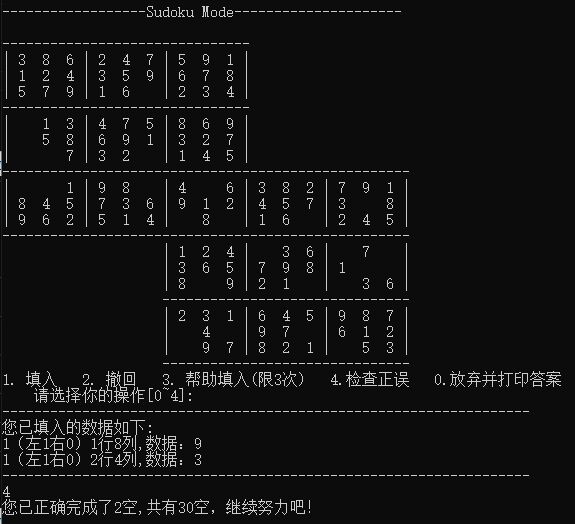 ------------------Sudoku Mode---------------------
-------------------------------
| 3 8 6 | 2 4 7 | 5 9 1 |
| 1 2 4 | 3 5 9 | 6 7 8 |
| 5 7 9 | 1 6   | 2 3 4 |
-------------------------------
|   1 3 | 4 7 5 | 8 6 9 |
|   5 8 | 6 9 1 | 3 2 7 |
|     7 | 3 2   | 1 4 5 |
---------------------------------------------------
|     1 | 9 8   | 4   6 | 3 8 2 | 7 9 1 |
| 8 4 5 | 7 3 6 | 9 1 2 | 4 5 7 | 3   8 |
| 9 6 2 | 5 1 4 |   8   | 1 6   | 2 4 5 |
---------------------------------------------------
                | 1 2 4 |   3 6 |   7   |
                | 3 6 5 | 7 9 8 | 1     |
                | 8   9 | 2 1   |   3 6 |
                -------------------------------
                | 2 3 1 | 6 4 5 | 9 8 7 |
                |   4   | 9 7   | 6 1 2 |
                |   9 7 | 8 2 1 |   5 3 |
                -------------------------------
1. 填入   2. 撤回   3. 帮助填入(限3次)   4.检查正误   0.放弃并打印答案
    请选择你的操作[0~4]:
------------------------------------------------------------------
您已填入的数据如下:
1 (左1右0) 1行8列,数据: 9
1 (左1右0) 2行4列,数据: 3
------------------------------------------------------------------
4
您已正确完成了2空,共有30空, 继续努力吧!